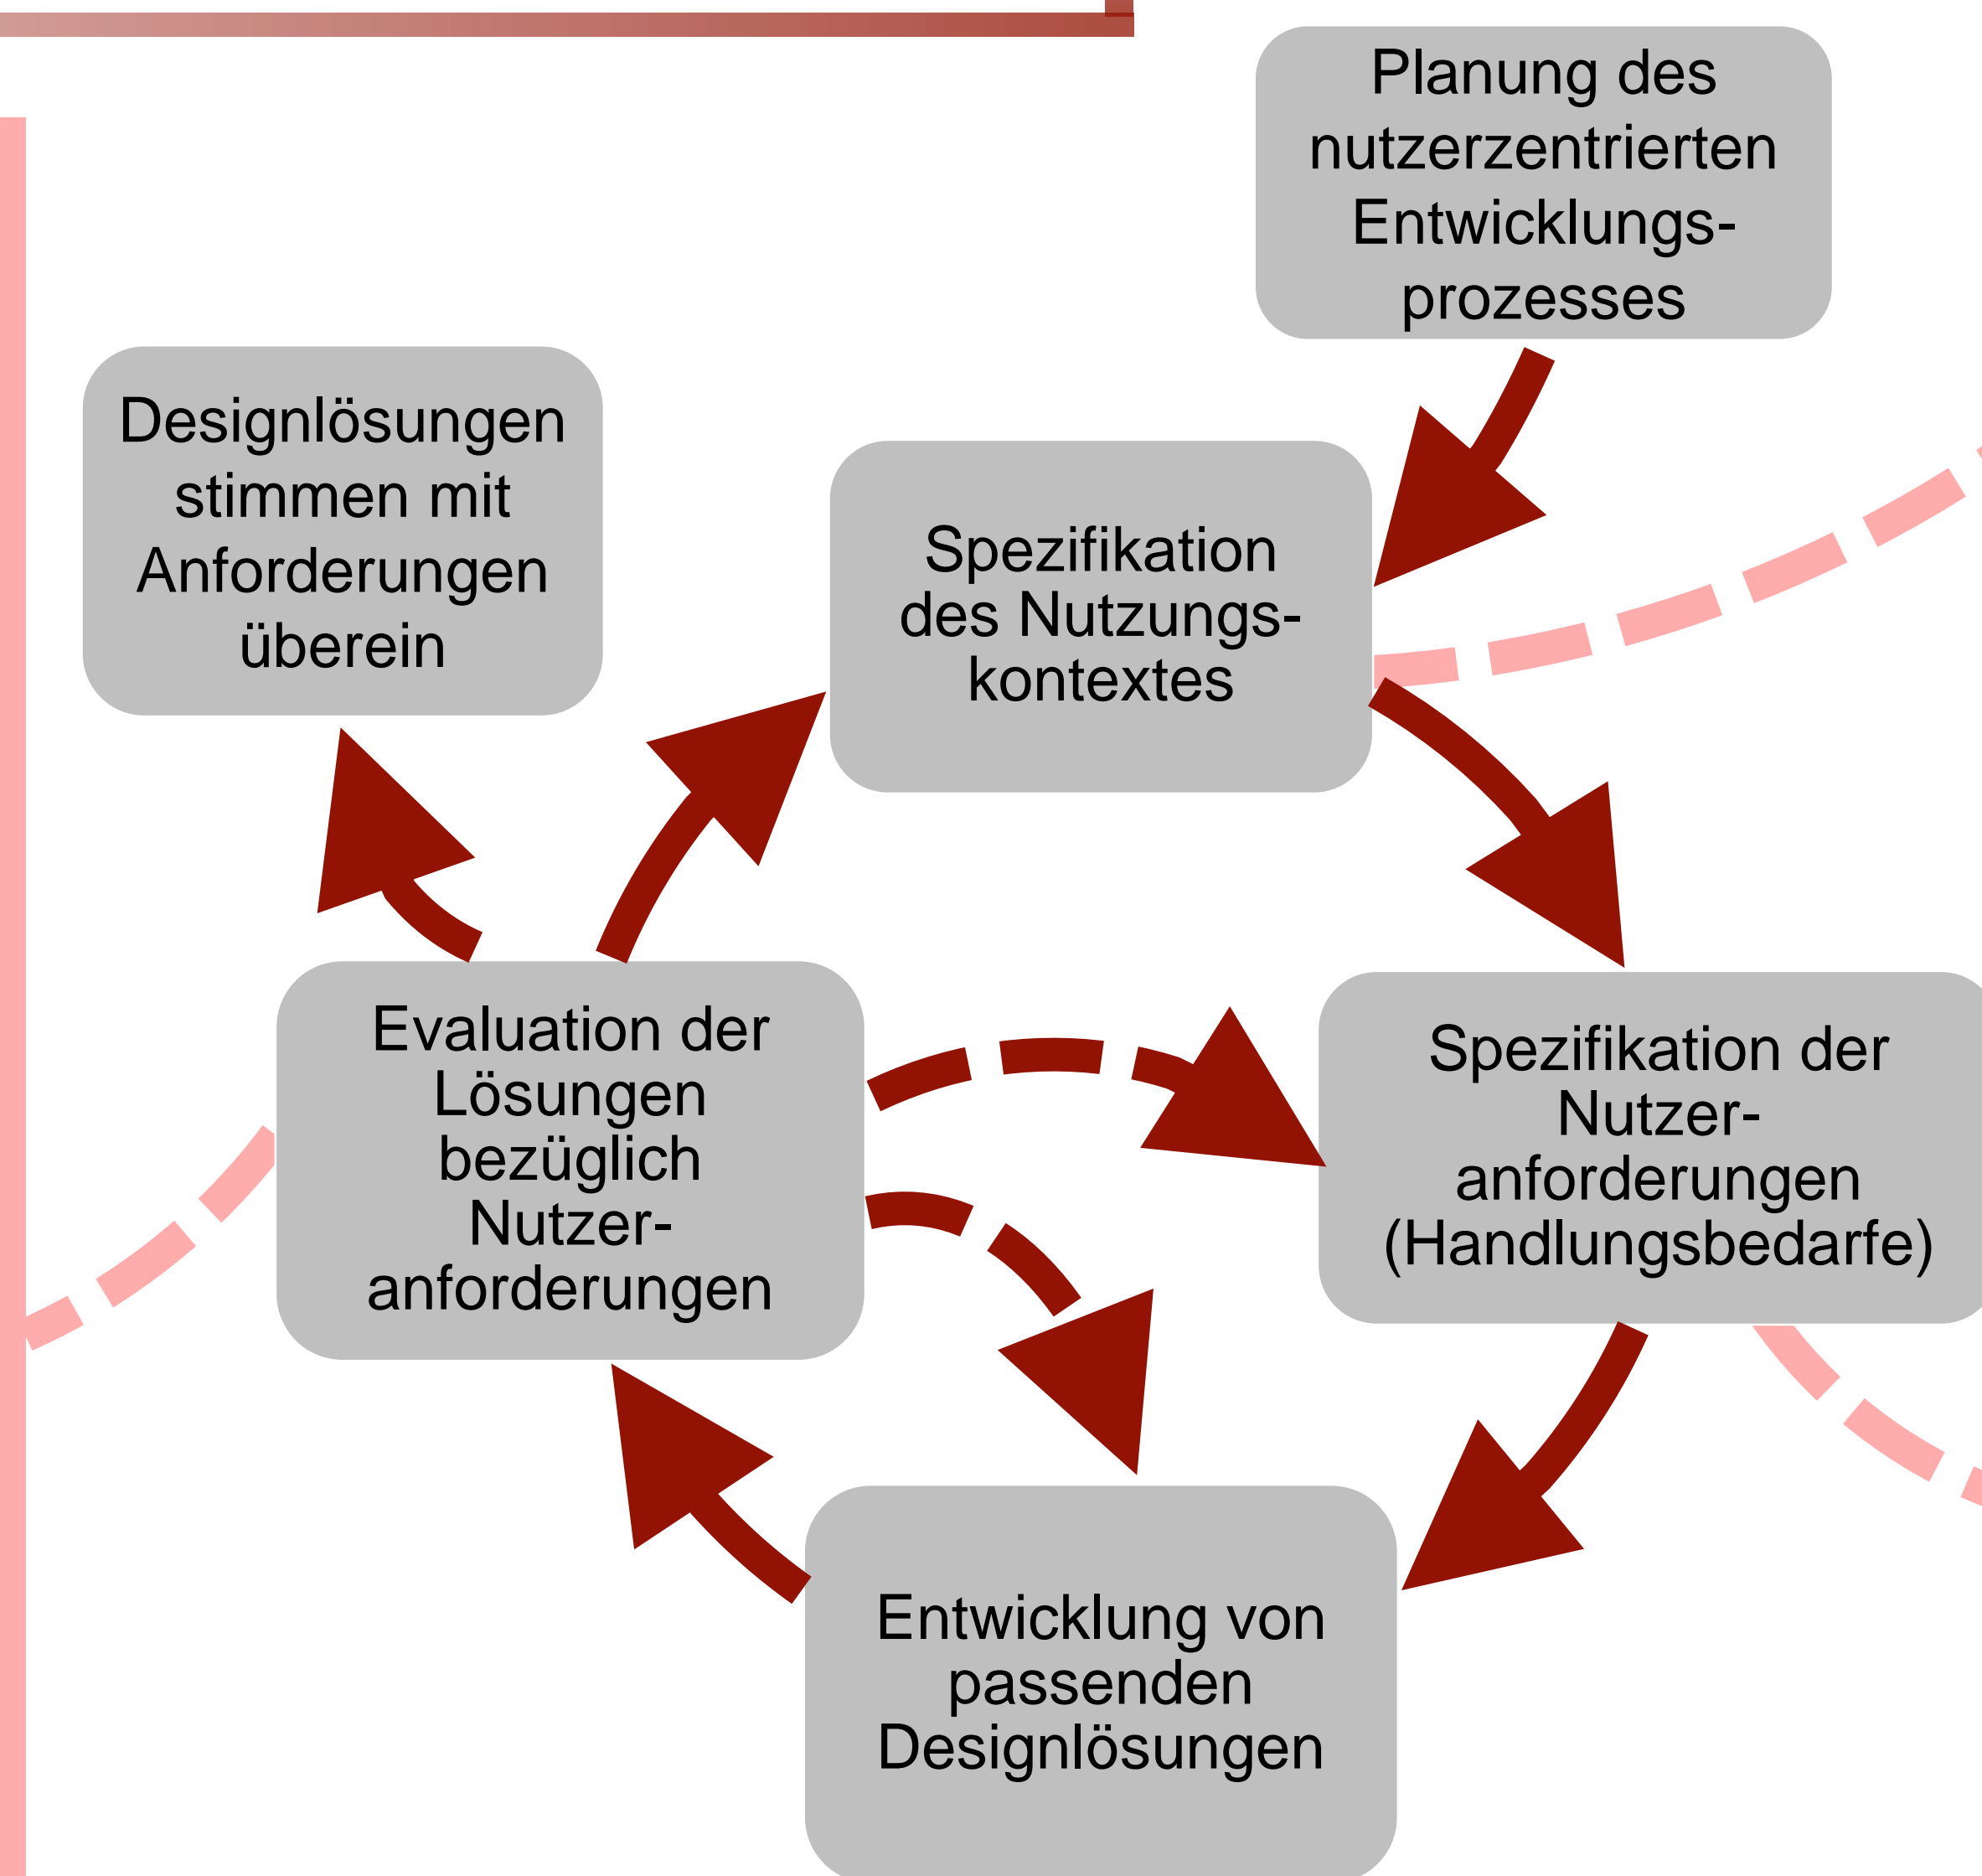 Planung des
nutzerzentrierten
Entwicklungs-
prozesses
Designlösungen
stimmen mit
Anforderungen
überein
Spezifikation
des Nutzungs-
kontextes
Evaluation der
Lösungen
bezüglich
Nutzer-
anforderungen
Spezifikation der
Nutzer-
anforderungen
(Handlungsbedarfe)
Entwicklung von
passenden
Designlösungen